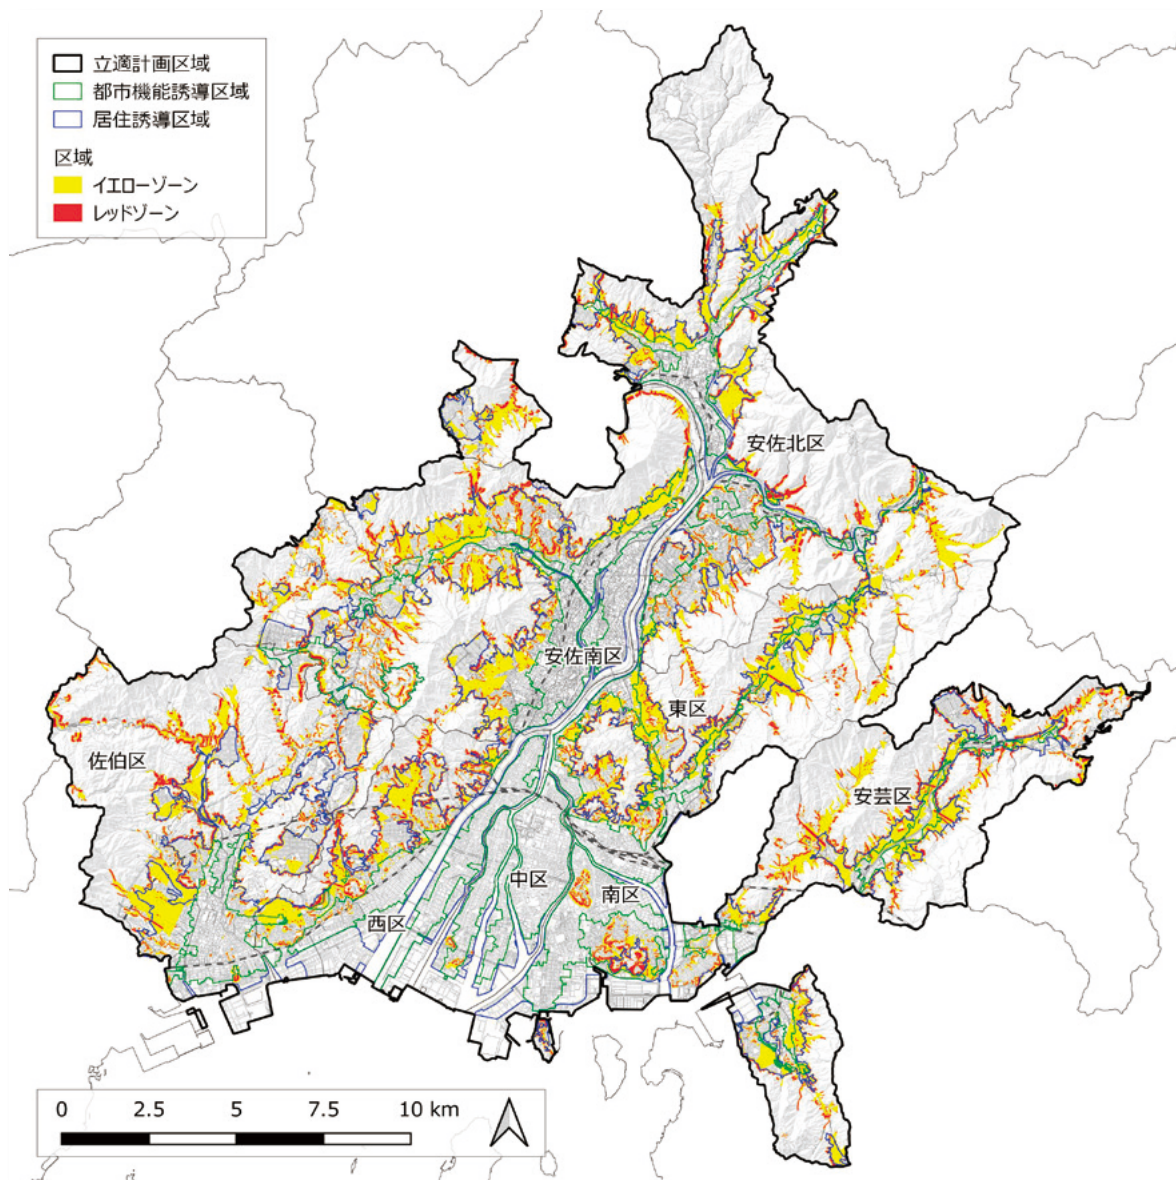 立適計画区域
都市機能誘導区域
居住誘導区域
区域
イエローゾーン
レッドゾーン
安佐北区
安佐南区
東区
佐伯区
安芸区
中区
南区
西区
0 2.5 5 7.5 10 km